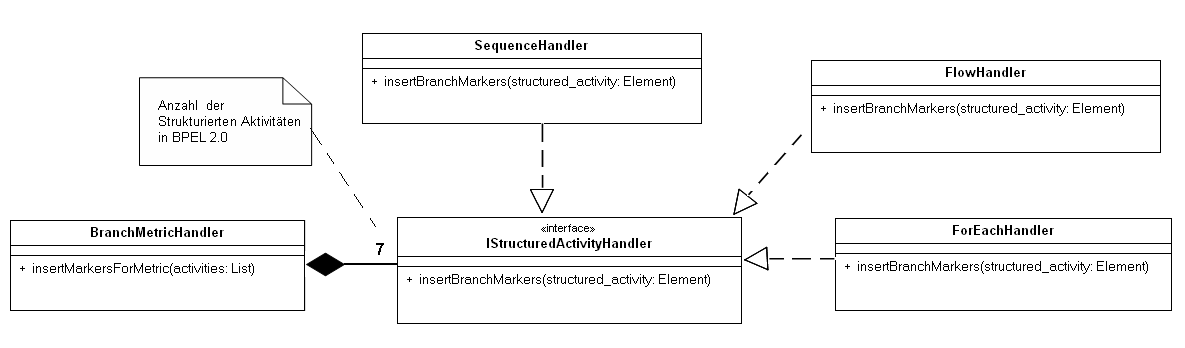 SequenceHandler
+ insertBranchMarkers(structured_activity: Element)
FlowHandler
+ insertBranchMarkers(structured_activity: Element)
Anzahl der
Strukturierten Aktivitäten
in BPEL 2.0
BranchMetricHandler
+ insertMarkersForMetric(activities: List)
7
«interface»
IStructuredActivityHandler
+ insertBranchMarkers(structured_activity: Element)
ForEachHandler
+ insertBranchMarkers(structured_activity: Element)